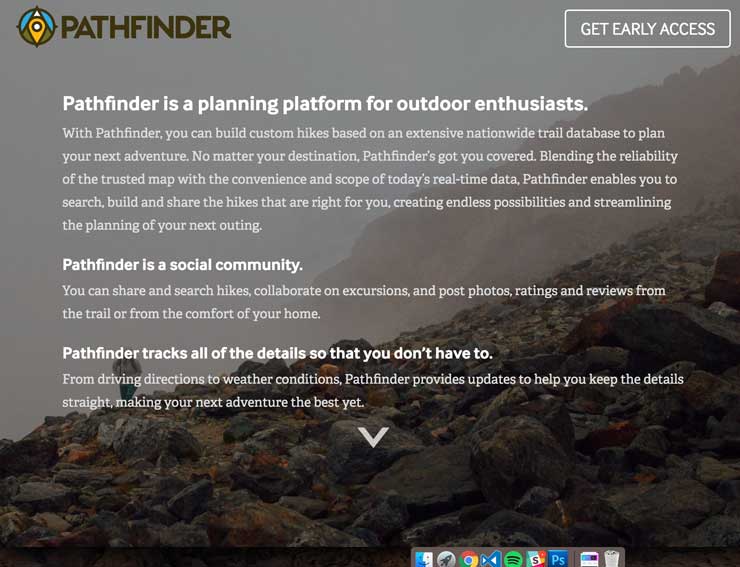 PATHFINDER
GET EARLY ACCESS
Pathfinder is a planning platform for outdoor enthusiasts.
With Pathfinder, you can build custom hikes based on an extensive nationwide trail database to plan
your next adventure. No matter your destination, Pathfinder's got you covered. Blending the reliability
of the trusted map with the convenience and scope of today's real-time data, Pathfinder enables you to
search, build and share the hikes that are right for you, creating endless possibilities and streamlining
the planning of your next outing.
Pathfinder is a social community.
You can share and search hikes, collaborate on excursions, and post photos, ratings and reviews from
the trail or from the comfort of your home.
Pathfinder tracks all of the details so that you don't have to.
From driving directions to weather conditions, Pathfinder provides updates to help you keep the details
straight, making your next adventure the best yet.
S Ps